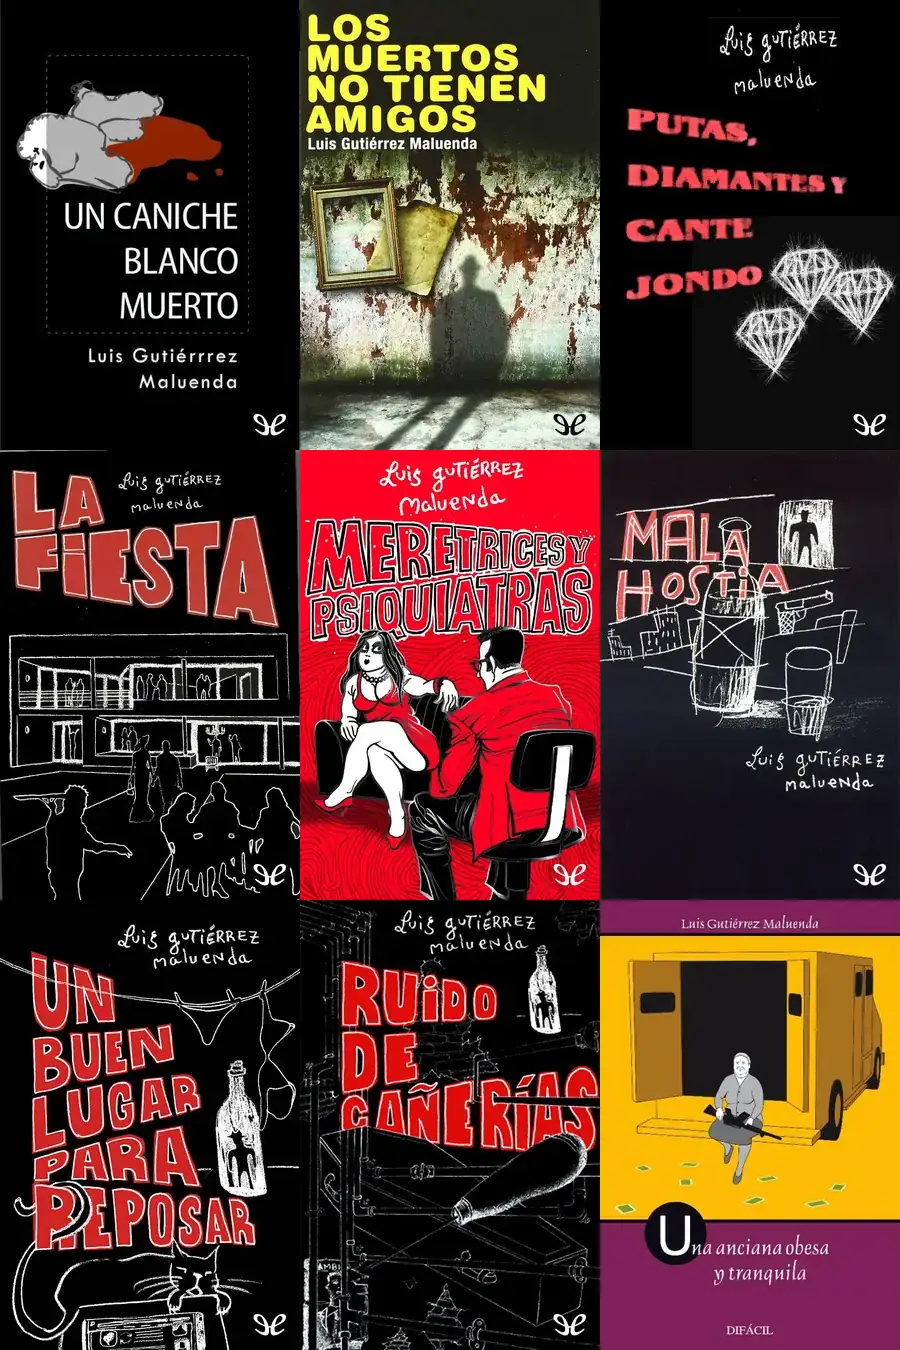 UN CANICHE
BLANCO
MUERTO
Luis Gutiérrrez
Maluenda
LOS
MUERTOS
NO TIENEN
AMIGOS
Luis Gutiérrez Maluenda
Luis gutiérrez
maluenda
PUTAS,
DIAMANTES Y
CANTE
JONDO
LA
FiESTA
Luis gutiérrez
maluenda
Luis gutiérrez
maluenda
MERETRICES Y
PSIQUIATRAS
MALA
HOSTiA
Luis gutiérrez
maluenda
Luis gutiérrez
maluenda
UN
BUEN
LUGAR
PARA
REPOSAR
Luis gutiérrez
maluenda
RUiDO
DE
CAÑERÍAS
AMBI
Luis Gutiérrez Maluenda
Una anciana obesa
y tranquila
DIFÁCIL